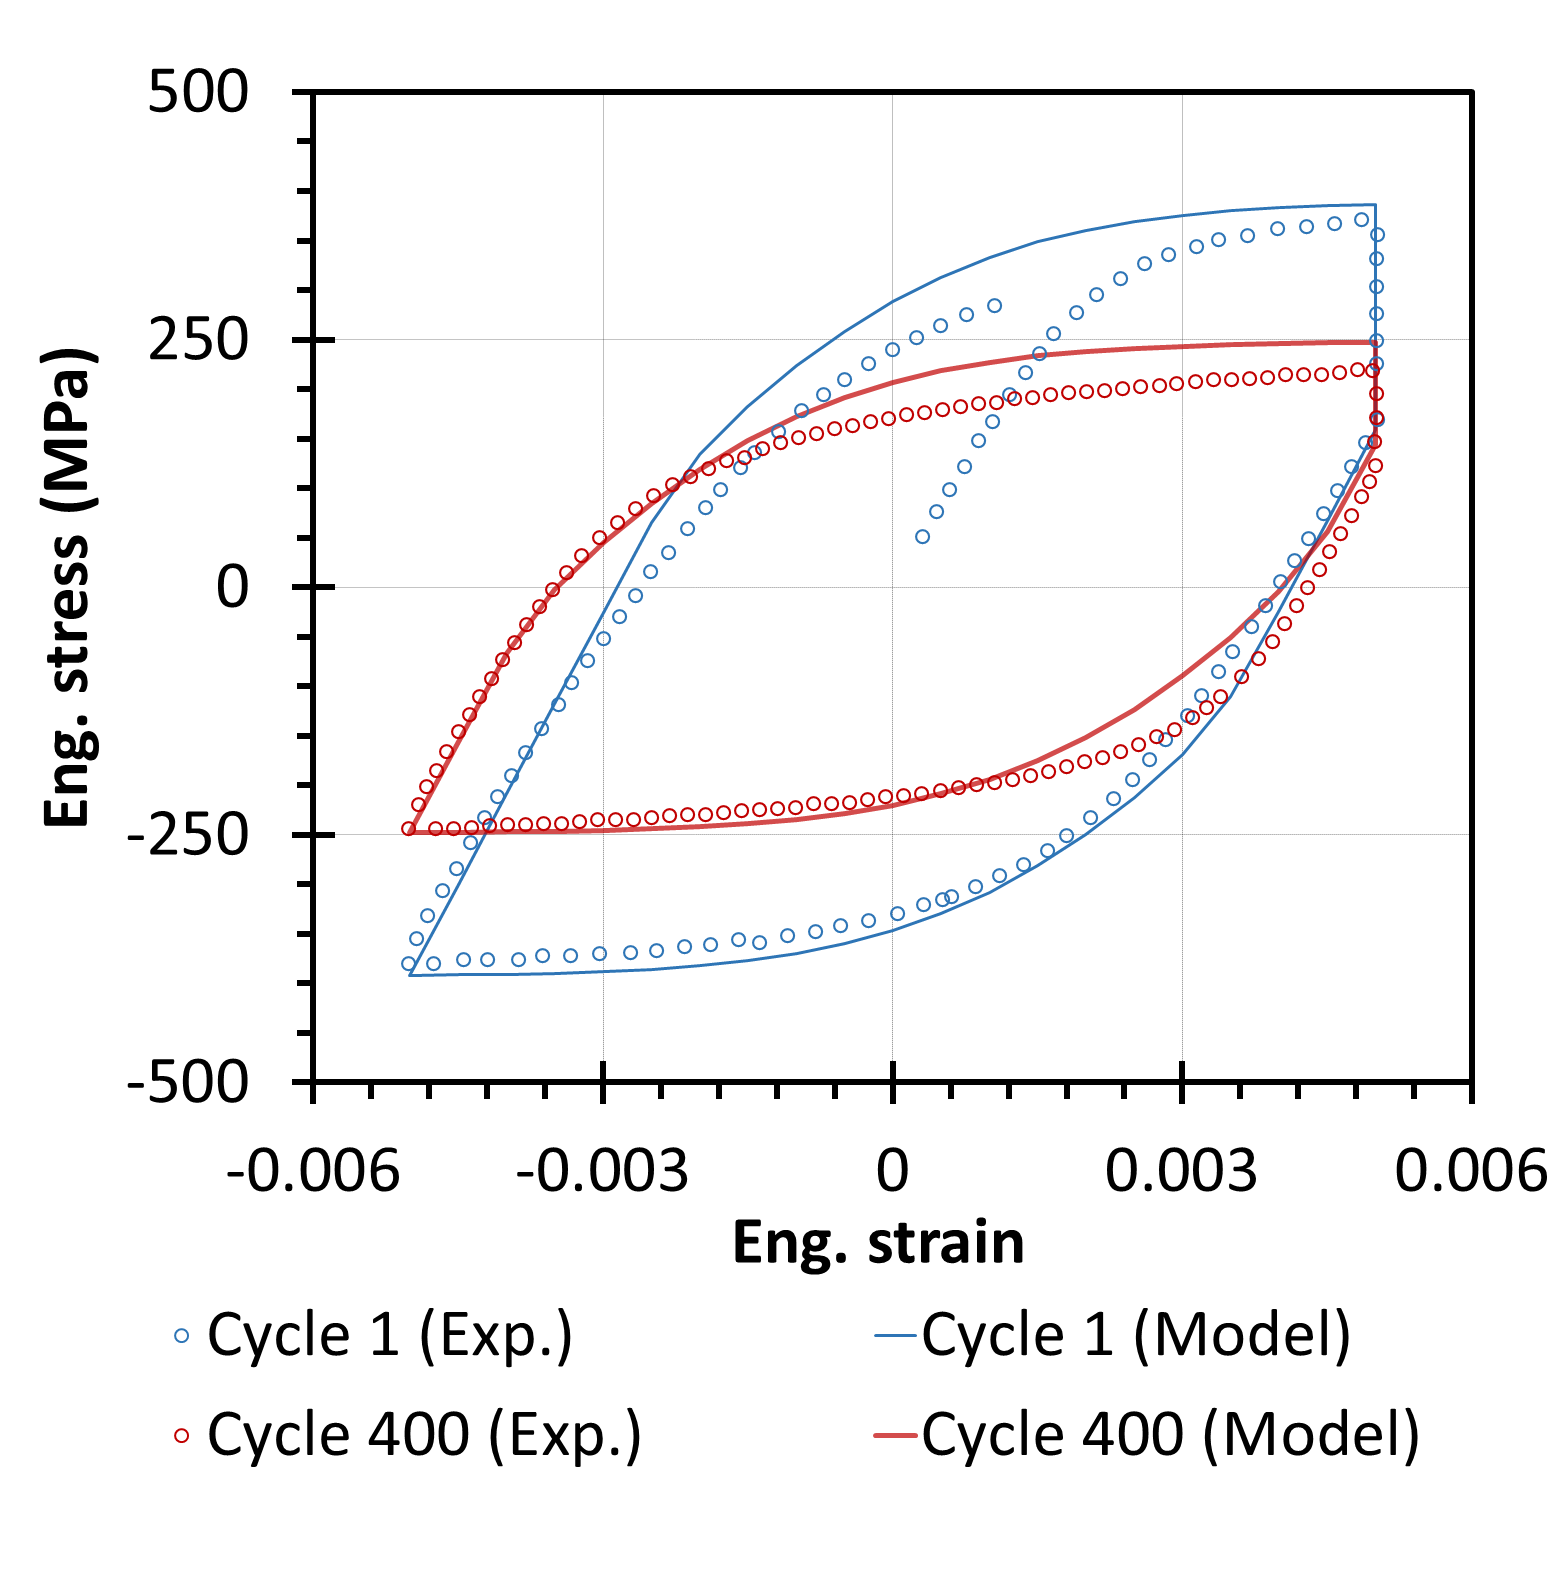 500
250
0
-250
-500
Eng. stress (MPa)
-0.006 -0.003 0 0.003 0.006
Eng. strain
Cycle 1 (Exp.) Cycle 1 (Model)
Cycle 400 (Exp.) Cycle 400 (Model)